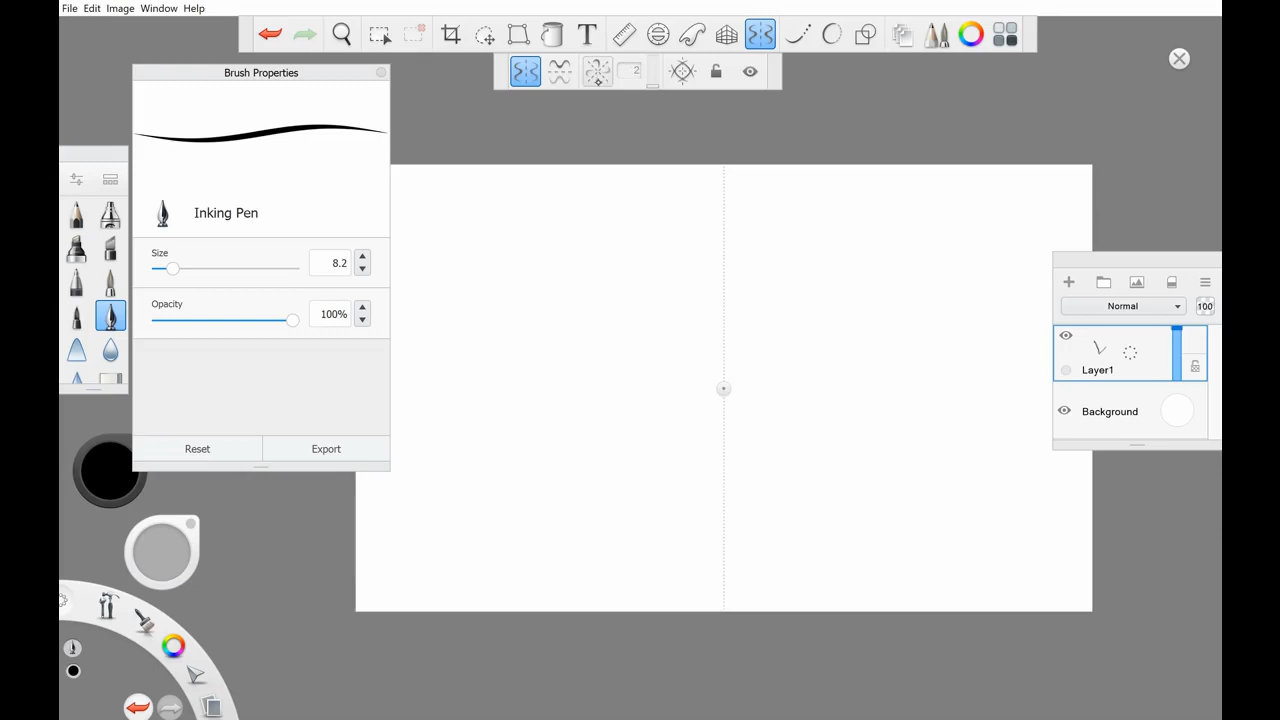 File Edit Image Window Help
2
Brush Properties
Inking Pen
Size
8.2
Opacity
100%
Reset
Export
Normal
100
Layer1
Background